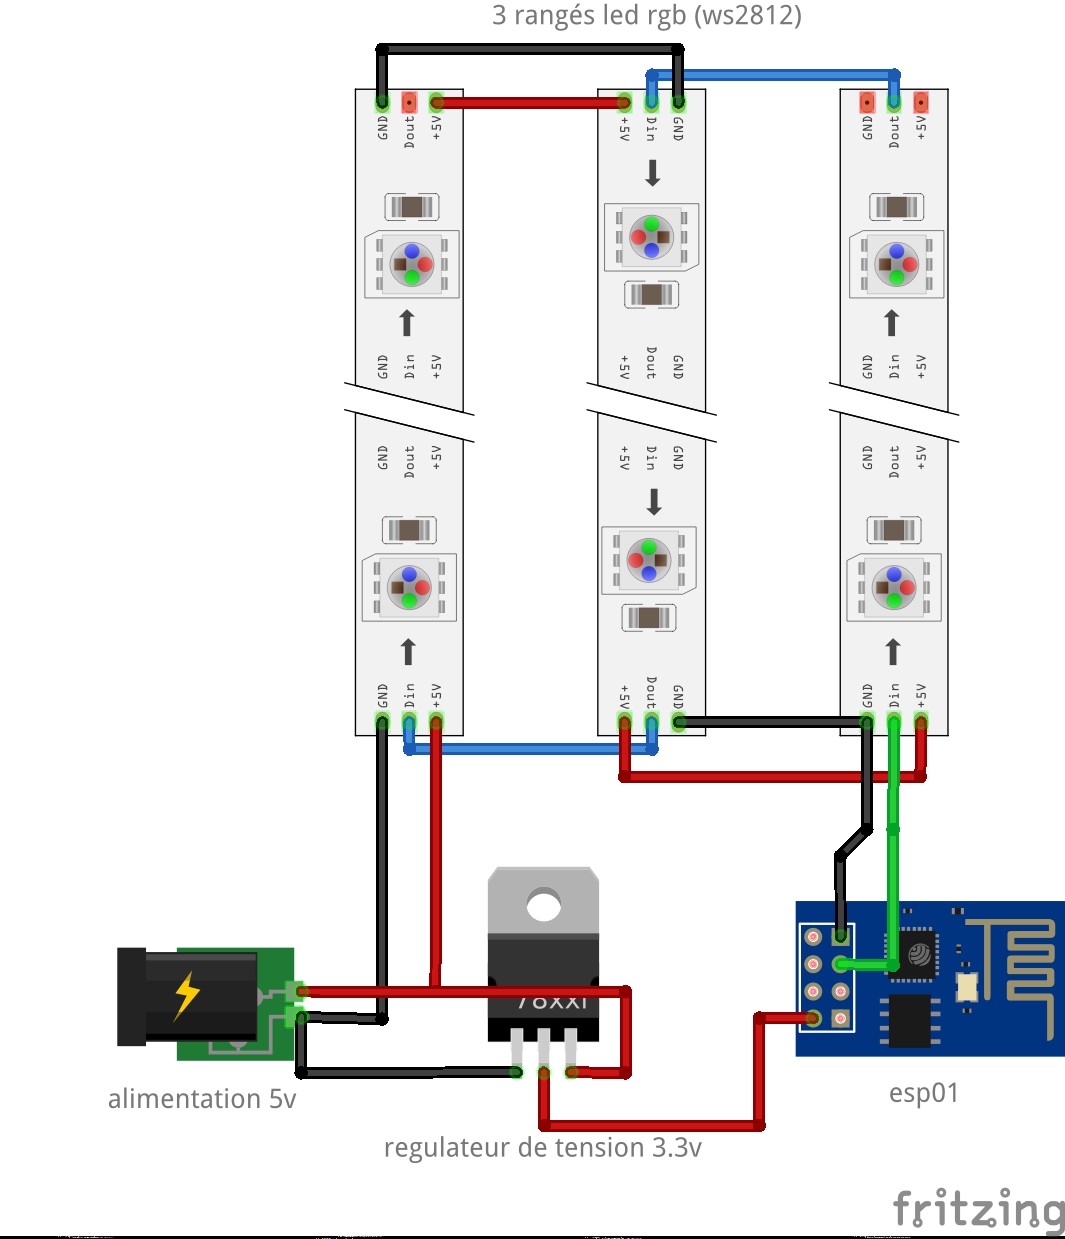 3 rangés led rgb (ws2812)
GND Dout +5V
+5V Din GND
GND Dout +5V
GND Din +5V
+5V Dout GND
GND Din +5V
GND Dout +5V
+5V Din GND
GND Dout +5V
GND Din +5V
+5V Dout GND
GND Din +5V
alimentation 5v
regulateur de tension 3.3v
esp01
fritzing